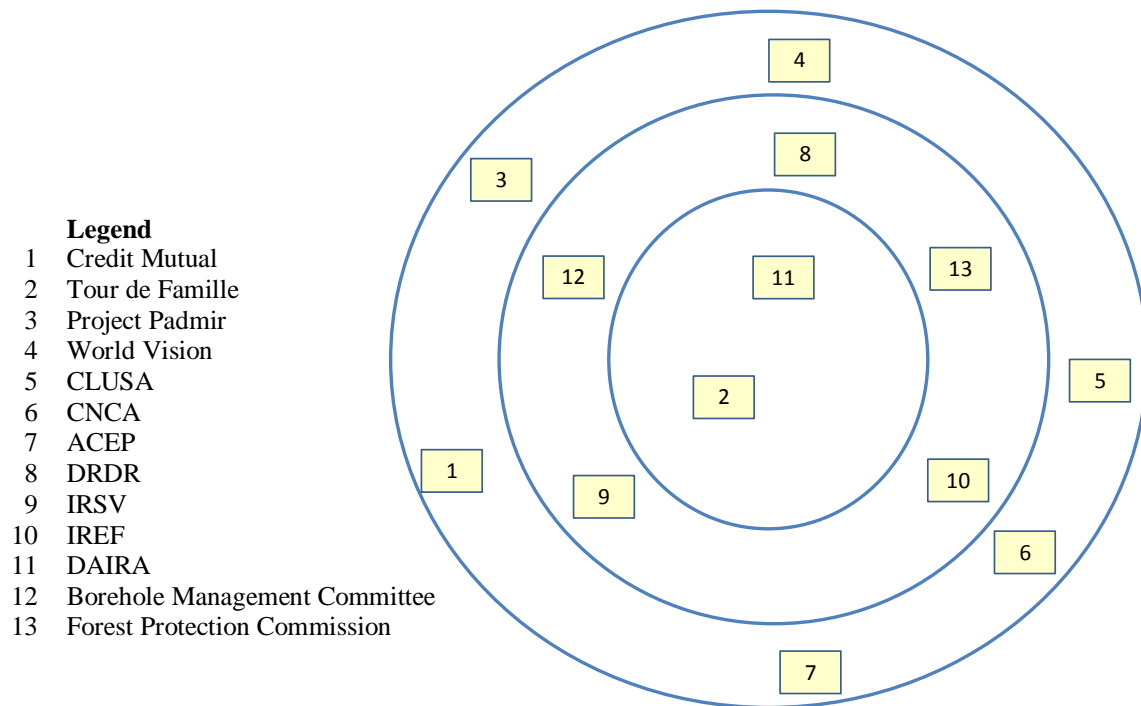 Legend
1 Credit Mutual
2 Tour de Famille
3 Project Padmir
4 World Vision
5 CLUSA
6 CNCA
7 ACEP
8 DRDR
9 IRSV
10 IREF
11 DAIRA
12 Borehole Management Committee
13 Forest Protection Commission
4
8
3
12
11
13
5
2
1
9
10
6
7